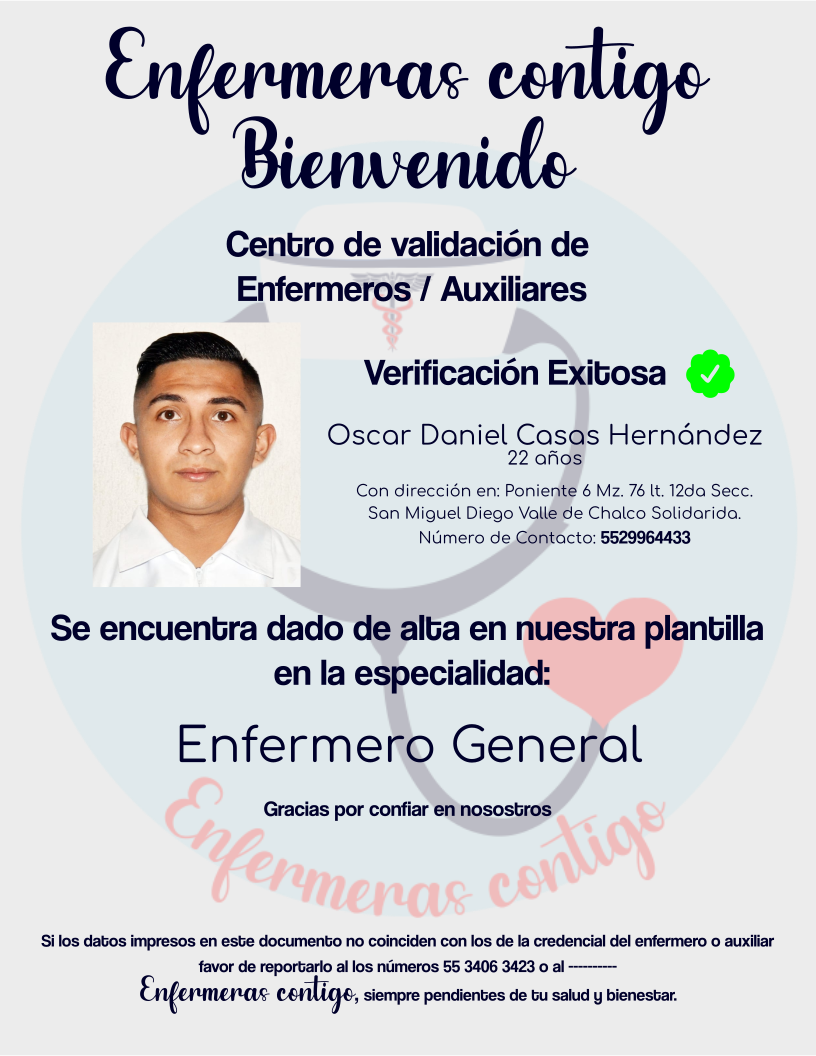 Enfermeras contigo
Bienvenido
Centro de validación de
Enfermeros / Auxiliares
Verificación Exitosa
Oscar Daniel Casas Hernández
22 años
Con dirección en: Poniente 6 Mz. 76 lt. 12da Secc.
San Miguel Diego Valle de Chalco Solidarida.
Número de Contacto: 5529964433
Se encuentra dado de alta en nuestra plantilla
en la especialidad:
Enfermero General
Gracias por confiar en nosostros
Enfermeras contigo
Si los datos impresos en este documento no coinciden con los de la credencial del enfermero o auxiliar
favor de reportarlo al los números 55 3406 3423 o al ----------
Enfermeras contigo, siempre pendientes de tu salud y bienestar.